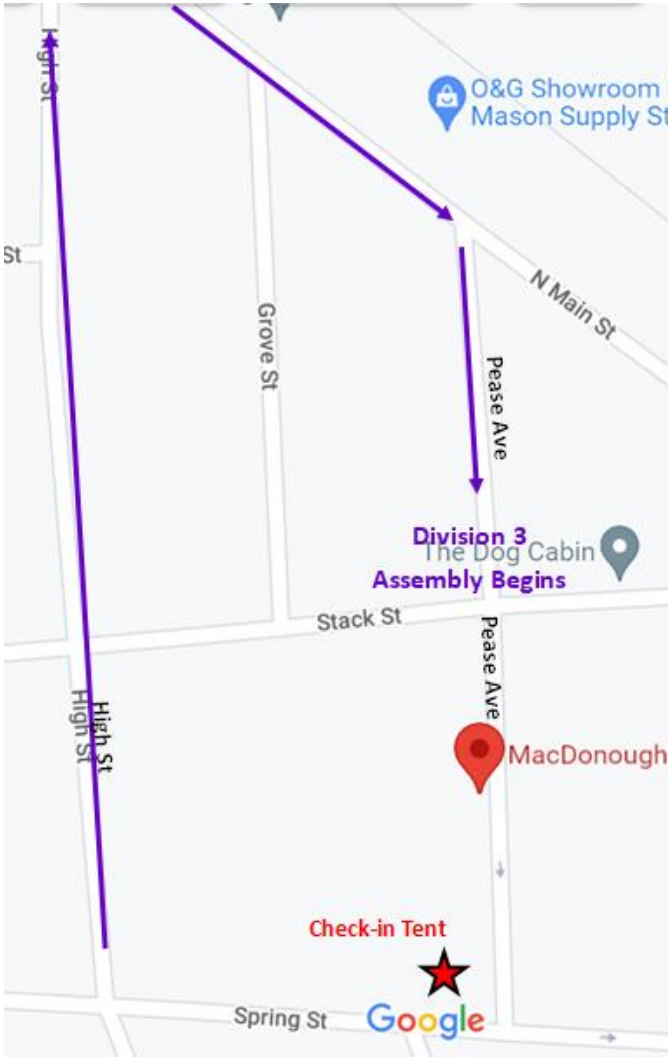 High St
O&G Showroom
Mason Supply St
St
N Main St
Grove St
Pease Ave
Division 3
The Dog Cabin
Assembly Begins
Stack St
Pease Ave
High St
High St
MacDonough
Check-in Tent
Spring St
Google